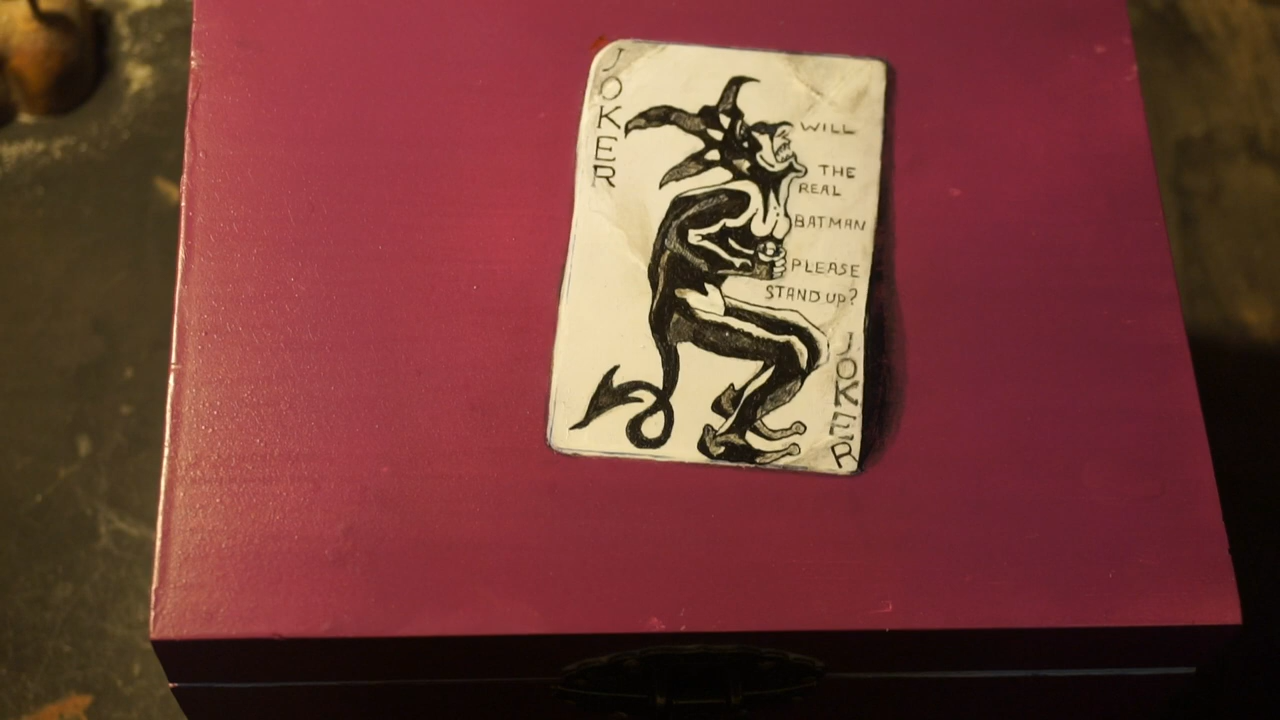 JOKER
WILL
THE
REAL
BATMAN
PLEASE
STAND UP?
JOKER